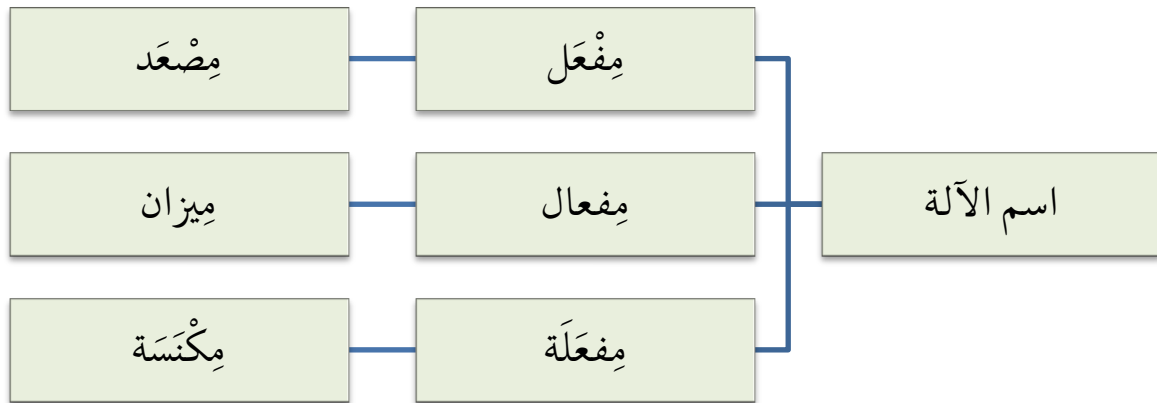 اسم الآلة
مِفْعَل
مِصْعَد
مِفعال
مِيزان
مِفعَلَة
مِكْنَسَة